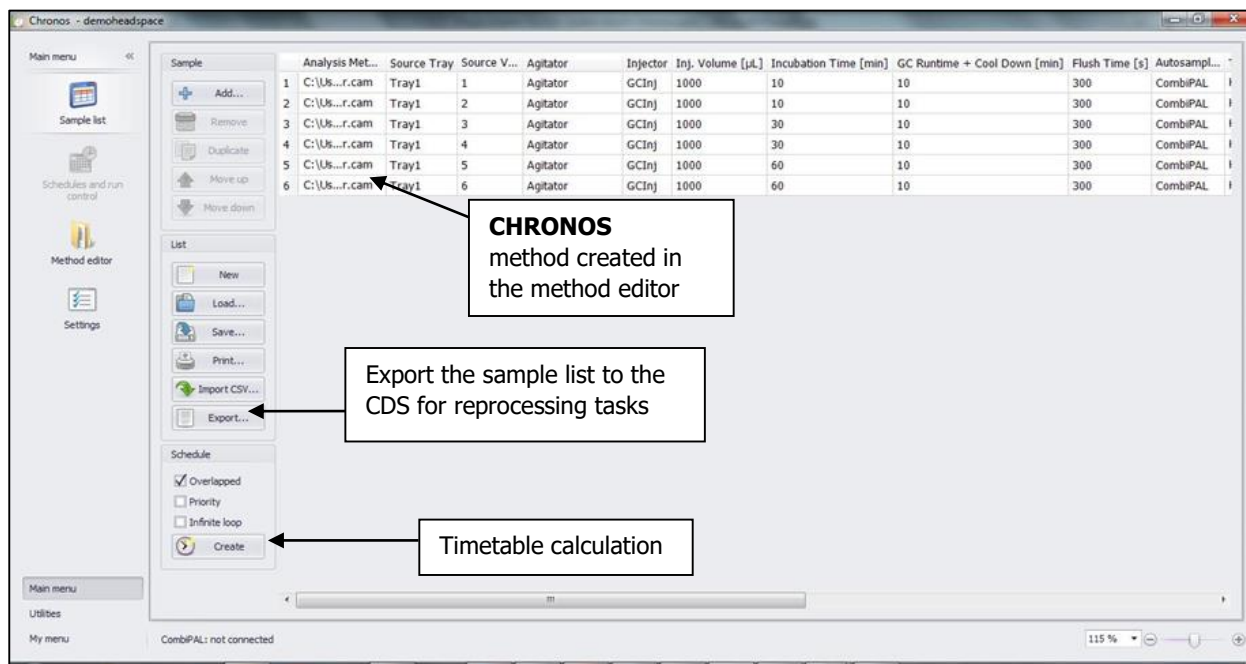 Chronos - demoheadspace
Main menu «
Sample list
Schedules and run
control
Method editor
Settings
Main menu
Utilities
My menu
Sample
Add...
Remove
Duplicate
Move up
Move down
List
New
Load...
Save...
Print...
Import CSV...
Export...
Schedule
Overlapped
Priority
Infinite loop
Create
Analysis Met... Source Tray Source V... Agitator Injector Inj. Volume [µL] Incubation Time [min] GC Runtime + Cool Down [min] Flush Time [s] Autosampl...
1 C:\Us...r.cam Tray1 1 Agitator GCInj 1000 10 10 300 CombiPAL
2 C:\Us...r.cam Tray1 2 Agitator GCInj 1000 10 10 300 CombiPAL
3 C:\Us...r.cam Tray1 3 Agitator GCInj 1000 30 10 300 CombiPAL
4 C:\Us...r.cam Tray1 4 Agitator GCInj 1000 30 10 300 CombiPAL
5 C:\Us...r.cam Tray1 5 Agitator GCInj 1000 60 10 300 CombiPAL
6 C:\Us...r.cam Tray1 6 Agitator GCInj 1000 60 10 300 CombiPAL
CHRONOS
method created in
the method editor
Export the sample list to the
CDS for reprocessing tasks
Timetable calculation
CombiPAL: not connected
115 %